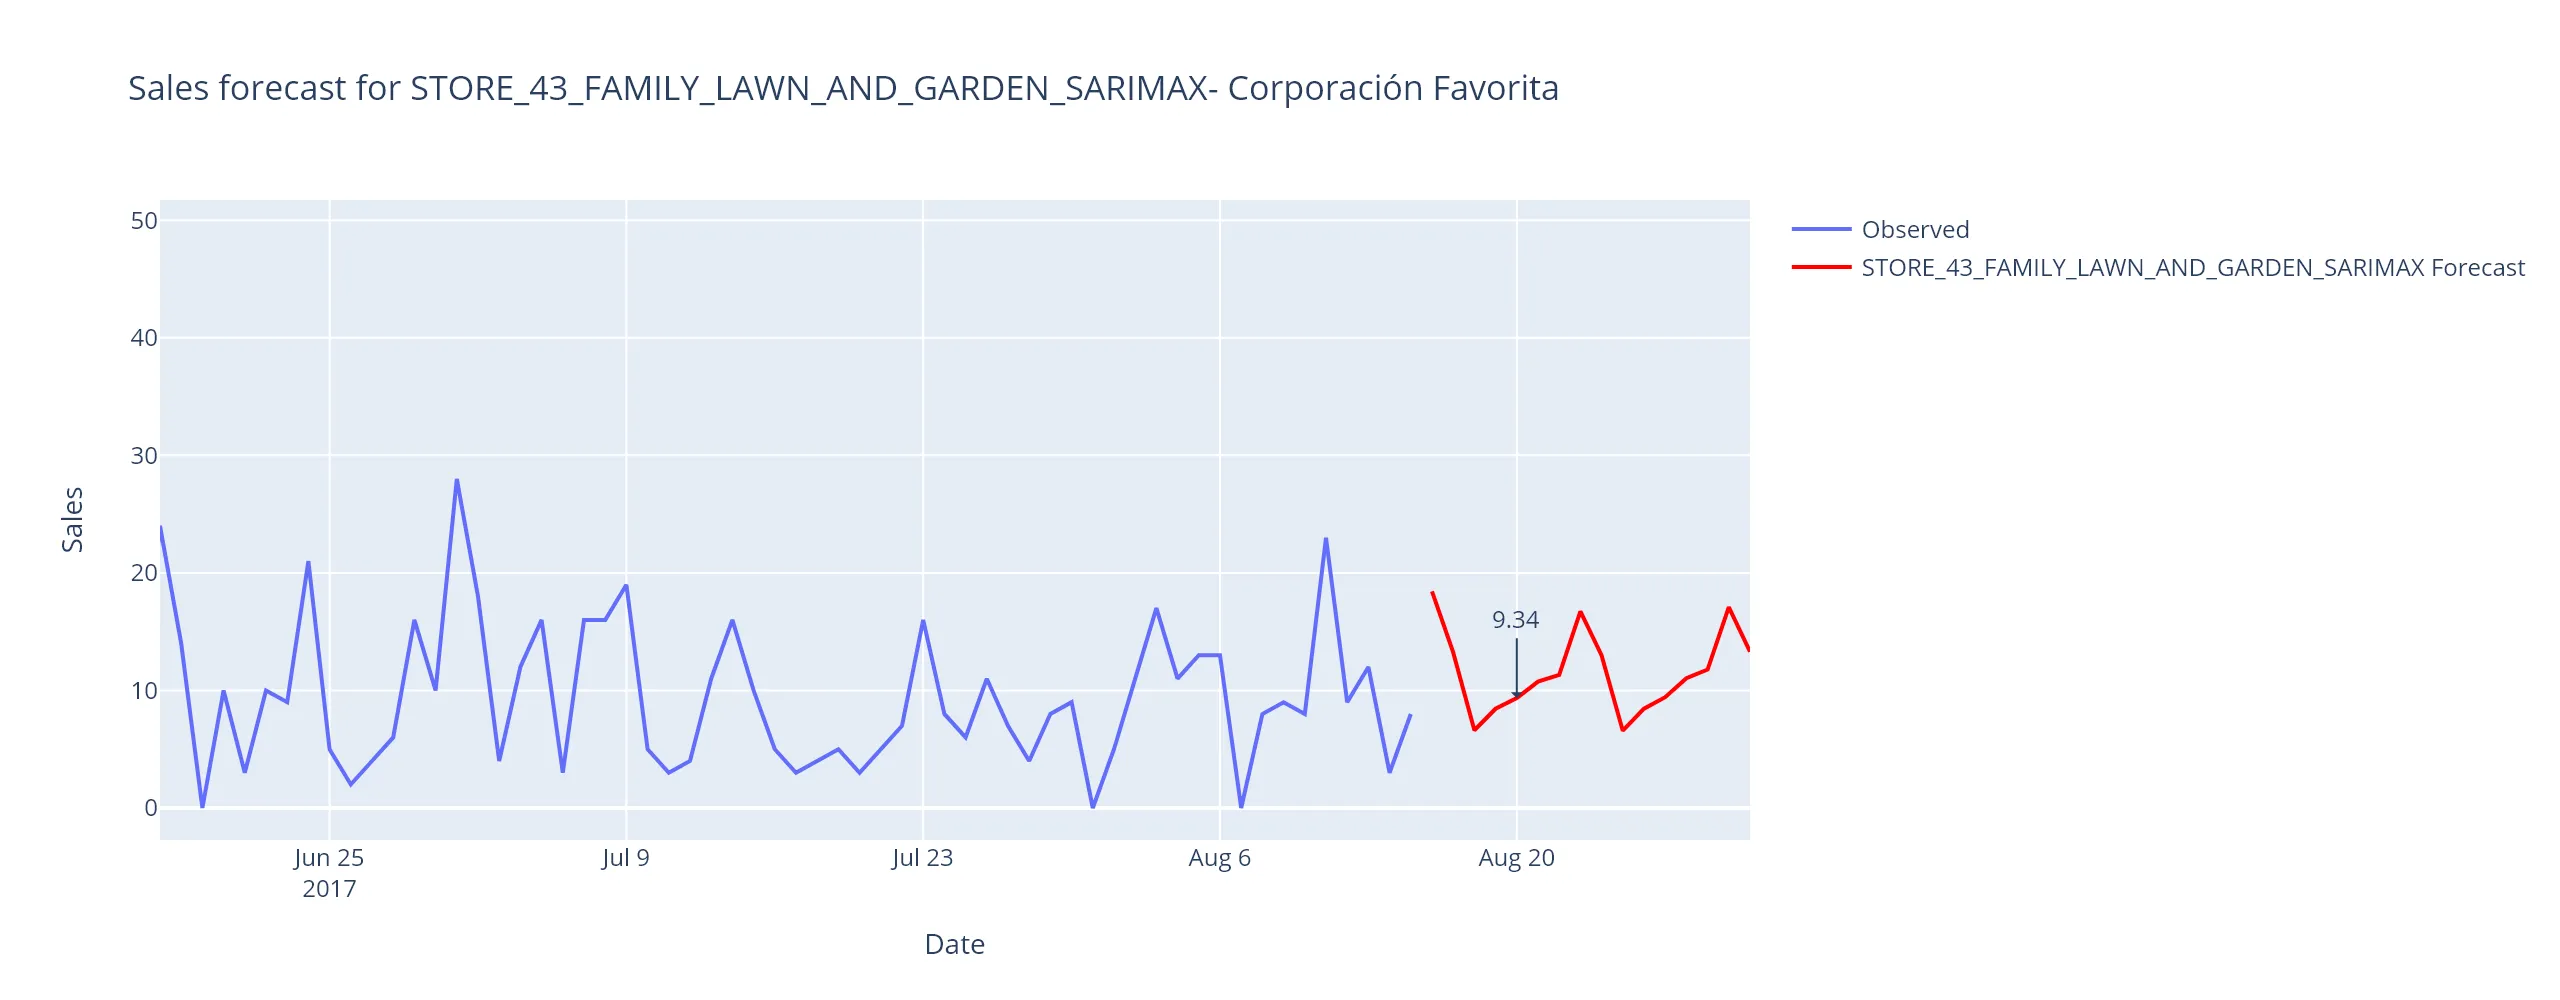 Sales forecast for STORE_43_FAMILY_LAWN_AND_GARDEN_SARIMAX- Corporación Favorita
Observed
STORE_43_FAMILY_LAWN_AND_GARDEN_SARIMAX Forecast
50
40
30
20
10
0
Sales
9.34
Jun 25
2017
Jul 9
Jul 23
Aug 6
Aug 20
Date